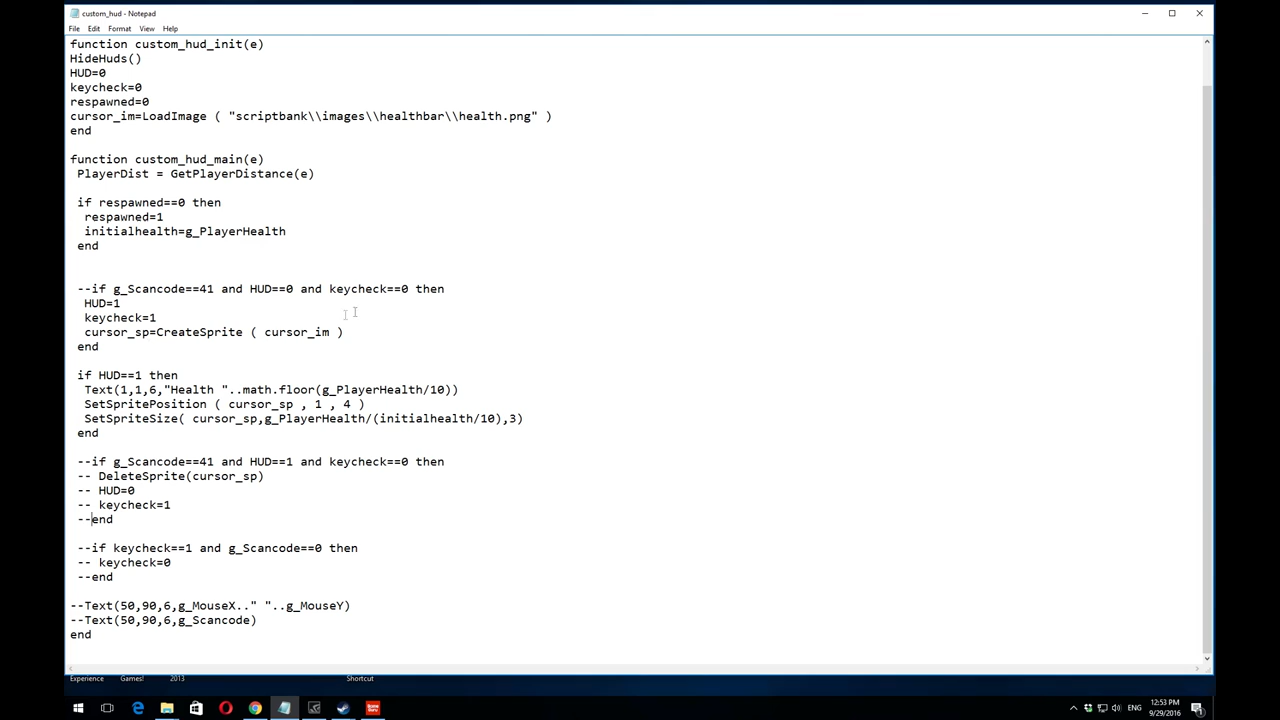 custom_hud - Notepad
File Edit Format View Help
function custom_hud_init(e)
HideHuds()
HUD=0
keycheck=0
respawned=0
cursor_im=LoadImage ( "scriptbank\\images\\healthbar\\health.png" )
end
function custom_hud_main(e)
PlayerDist = GetPlayerDistance(e)
if respawned==0 then
respawned=1
initialhealth=g_PlayerHealth
end
--if g_Scancode==41 and HUD==0 and keycheck==0 then
HUD=1
keycheck=1
cursor_sp=CreateSprite ( cursor_im )
end
if HUD==1 then
Text(1,1,6,"Health "..math.floor(g_PlayerHealth/10))
SetSpritePosition ( cursor_sp , 1 , 4 )
SetSpriteSize( cursor_sp,g_PlayerHealth/(initialhealth/10),3)
end
--if g_Scancode==41 and HUD==1 and keycheck==0 then
-- DeleteSprite(cursor_sp)
-- HUD=0
-- keycheck=1
--end
--if keycheck==1 and g_Scancode==0 then
-- keycheck=0
--end
--Text(50,90,6,g_MouseX.." "..g_MouseY)
--Text(50,90,6,g_Scancode)
end
Experience Games! 2013 Shortcut
ENG 12:53 PM
9/29/2016